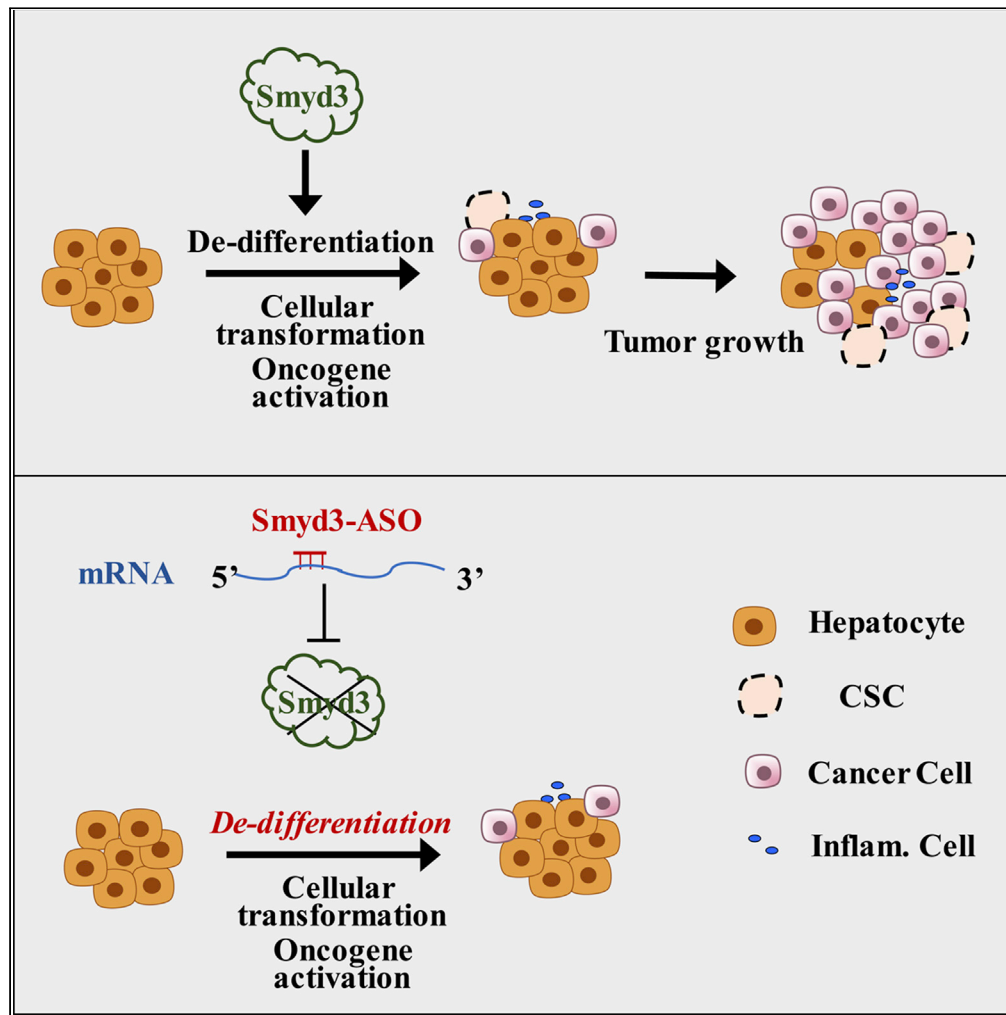 Smyd3
De-differentiation
Cellular
transformation
Oncogene
activation
Tumor growth
Smyd3-ASO
mRNA 5’ 3’
Smyd3
De-differentiation
Cellular
transformation
Oncogene
activation
Hepatocyte
CSC
Cancer Cell
Inflam. Cell